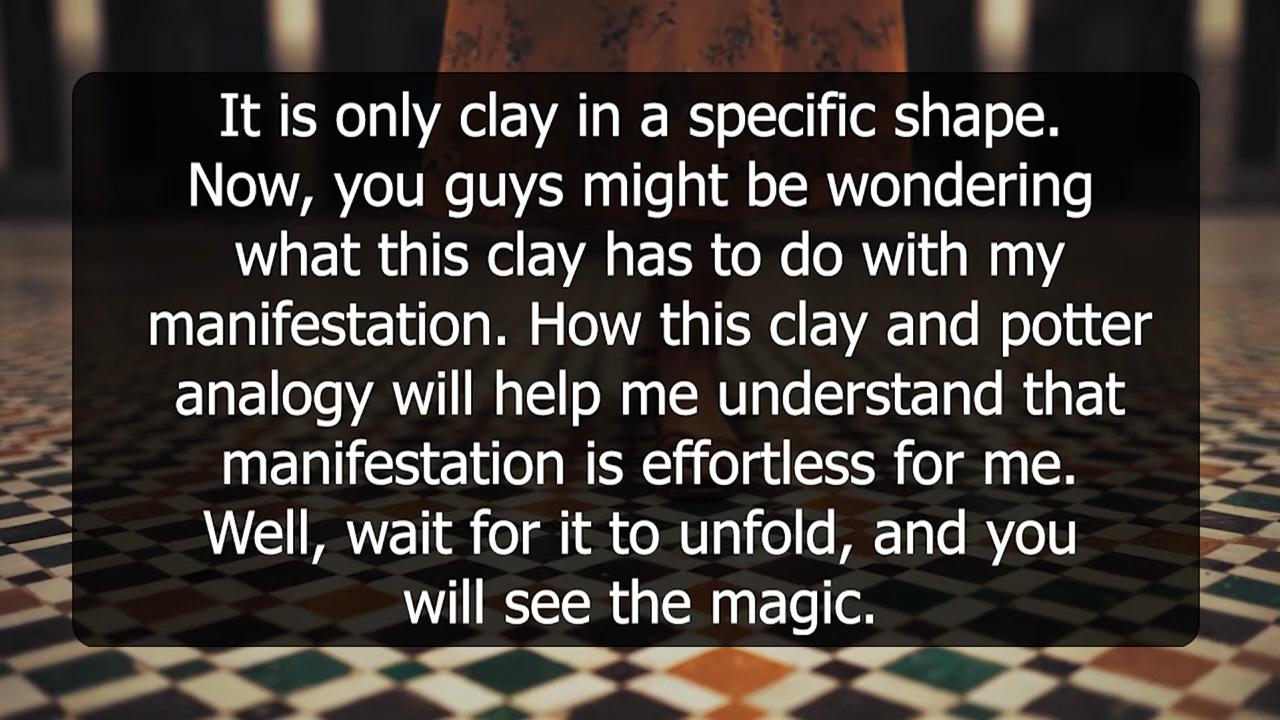 It is only clay in a specific shape.
Now, you guys might be wondering
what this clay has to do with my
manifestation. How this clay and potter
analogy will help me understand that
manifestation is effortless for me.
Well, wait for it to unfold, and you
will see the magic.